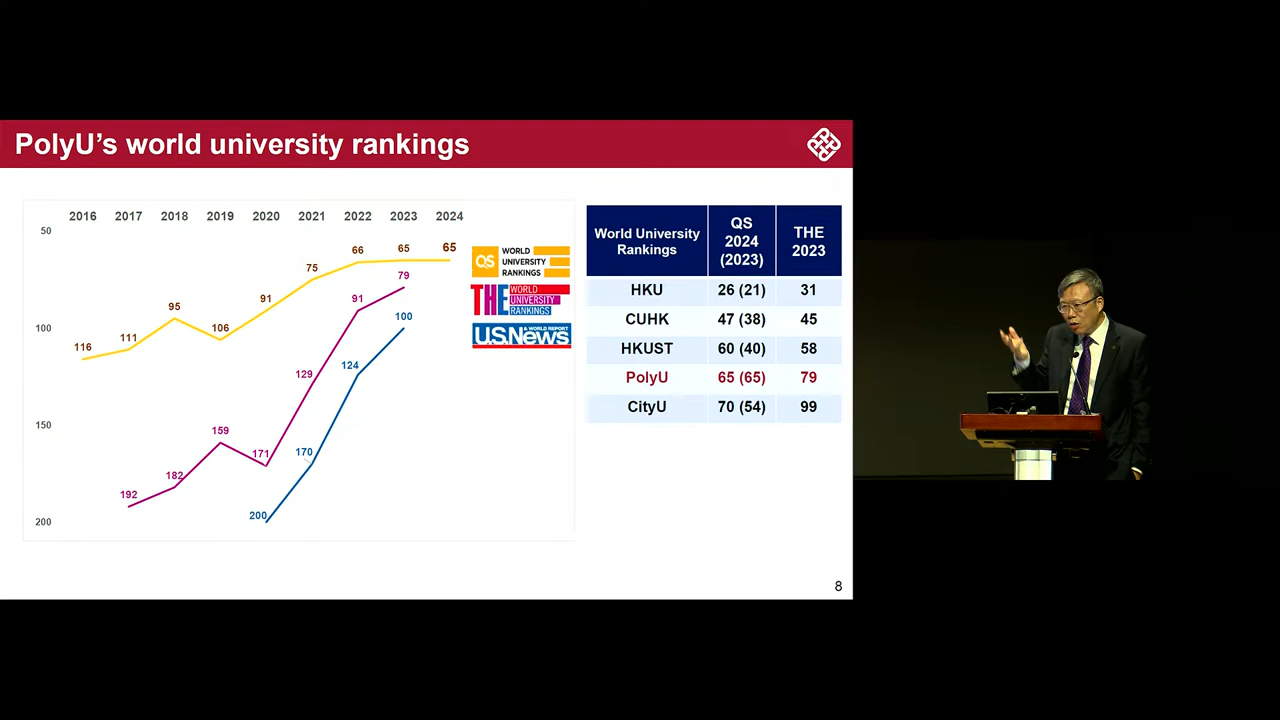 PolyU's world university rankings
2016 2017 2018 2019 2020 2021 2022 2023 2024
50
100
150
200
116 111 95 106 91 75 66 65 65
192 182 159 171 129 91 79
200 170 124 100
QS WORLD
UNIVERSITY
RANKINGS
THE WORLD
UNIVERSITY
RANKINGS
U.S.News & WORLD REPORT
World University
Rankings
QS
2024
(2023)
THE
2023
HKU 26 (21) 31
CUHK 47 (38) 45
HKUST 60 (40) 58
PolyU 65 (65) 79
CityU 70 (54) 99
8